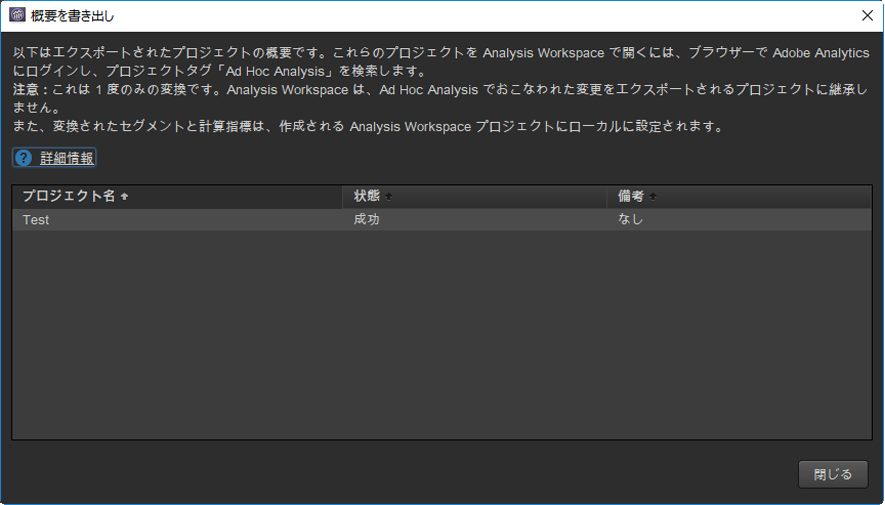 概要を書き出し
以下はエクスポートされたプロジェクトの概要です。これらのプロジェクトを Analysis Workspace で開くには、ブラウザーで Adobe Analytics
にログインし、プロジェクトタグ「Ad Hoc Analysis」を検索します。
注意：これは 1 度のみの変換です。Analysis Workspace は、Ad Hoc Analysis でおこなわれた変更をエクスポートされるプロジェクトに継承し
ません。
また、変換されたセグメントと計算指標は、作成される Analysis Workspace プロジェクトにローカルに設定されます。
? 詳細情報
プロジェクト名 状態 備考
Test 成功 なし
閉じる